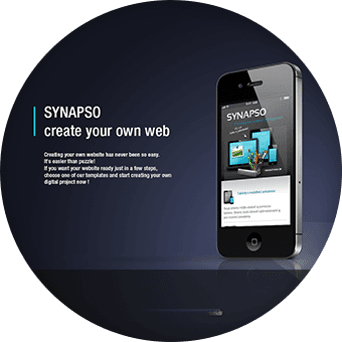 SYNAPSO
create your own web
Creating your own website has never been so easy.
It's easier than puzzle!
If you want your website ready just in a few steps,
choose one of our templates and start creating your own
digital project now !
SYNAPSO